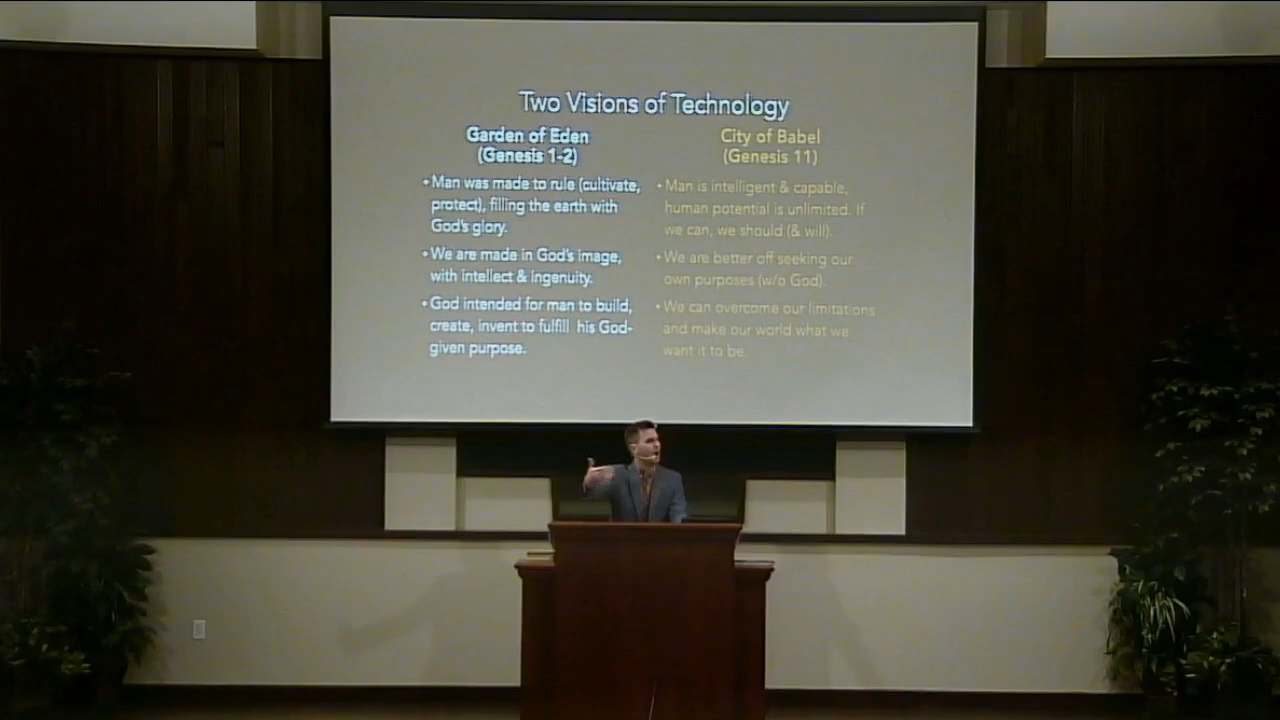 Two Visions of Technology
Garden of Eden
(Genesis 1-2)
• Man was made to rule (cultivate,
protect), filling the earth with
God's glory.
• We are made in God's image,
with intellect & ingenuity.
• God intended for man to build,
create, invent to fulfill his God-
given purpose.
City of Babel
(Genesis 11)
• Man is intelligent & capable,
human potential is unlimited. If
we can, we should (& will).
• We are better off seeking our
own purposes (w/o God).
• We can overcome our limitations
and make our world what we
want it to be.